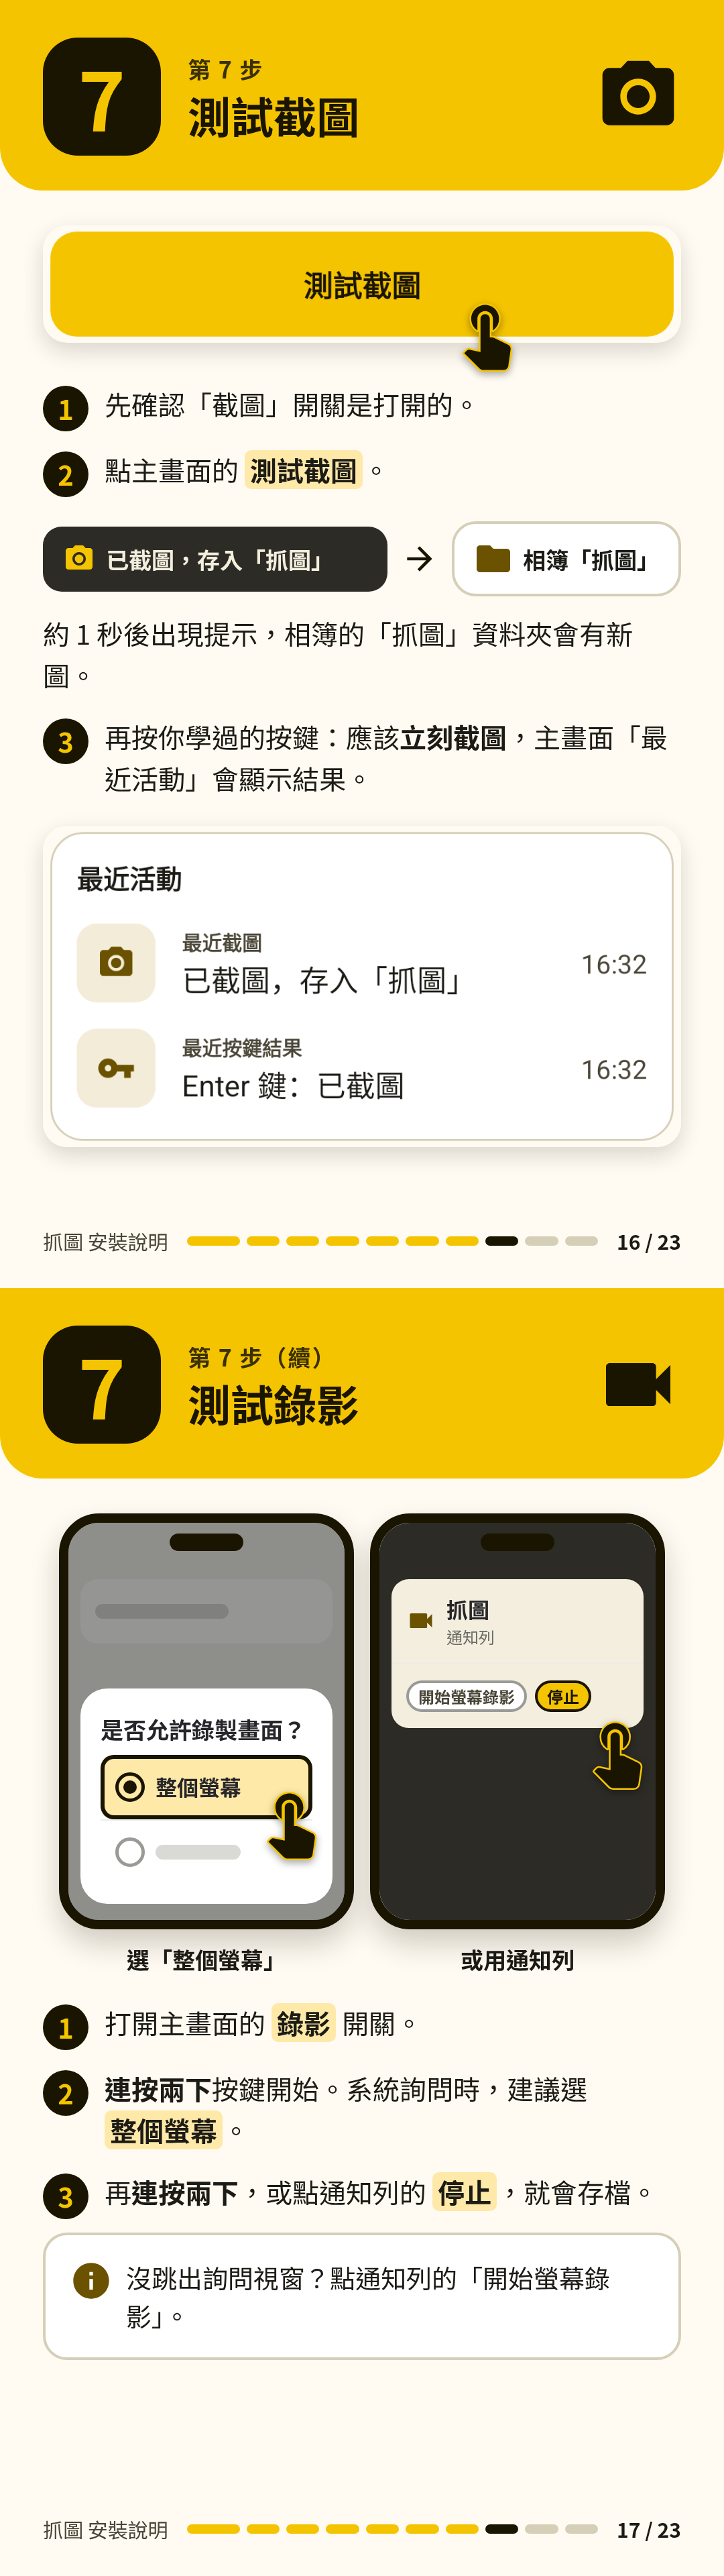 7
第 7 步
測試截圖
測試截圖
1 先確認「截圖」開關是打開的。
2 點主畫面的 測試截圖 。
已截圖，存入「抓圖」
相簿「抓圖」
約 1 秒後出現提示，相簿的「抓圖」資料夾會有新
圖。
3 再按你學過的按鍵：應該立刻截圖，主畫面「最
近活動」會顯示結果。
最近活動
最近截圖
已截圖，存入「抓圖」
16:32
最近按鍵結果
Enter 鍵：已截圖
16:32
抓圖 安裝說明
16 / 23
7
第 7 步（續）
測試錄影
是否允許錄製畫面？
整個螢幕
抓圖
通知列
開始螢幕錄影
停止
選「整個螢幕」
或用通知列
1 打開主畫面的 錄影 開關。
2 連按兩下按鍵開始。系統詢問時，建議選
整個螢幕 。
3 再連按兩下，或點通知列的 停止 ，就會存檔。
沒跳出詢問視窗？點通知列的「開始螢幕錄
影」。
抓圖 安裝說明
17 / 23